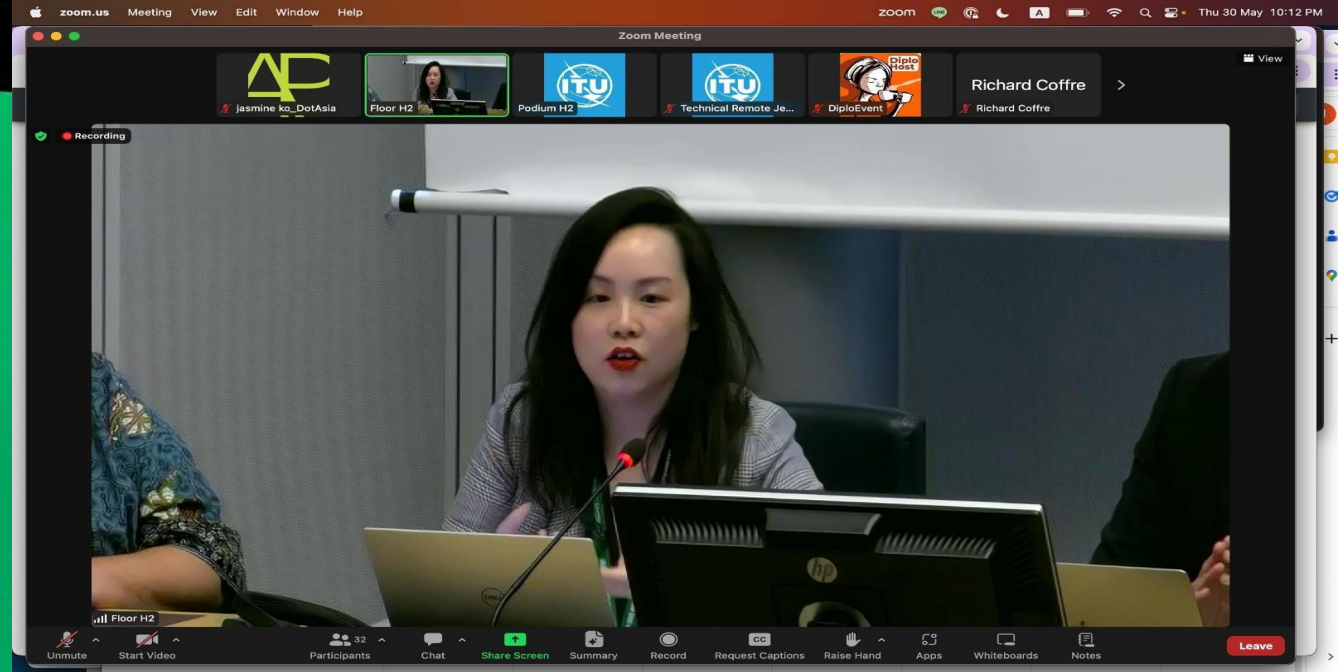 zoom.us Meeting View Edit Window Help
zoom A Thu 30 May 10:12 PM
Zoom Meeting
View
jasmine ko_DotAsia
Floor H2
ITU
Podium H2
ITU
Technical Remote Je...
Diplo
Host
DiploEvent
Richard Coffre
Richard Coffre
Recording
DELL
hp
Floor H2
32
Unmute Start Video Participants Chat Share Screen Summary Record CC Request Captions Raise Hand Apps Whiteboards Notes Leave